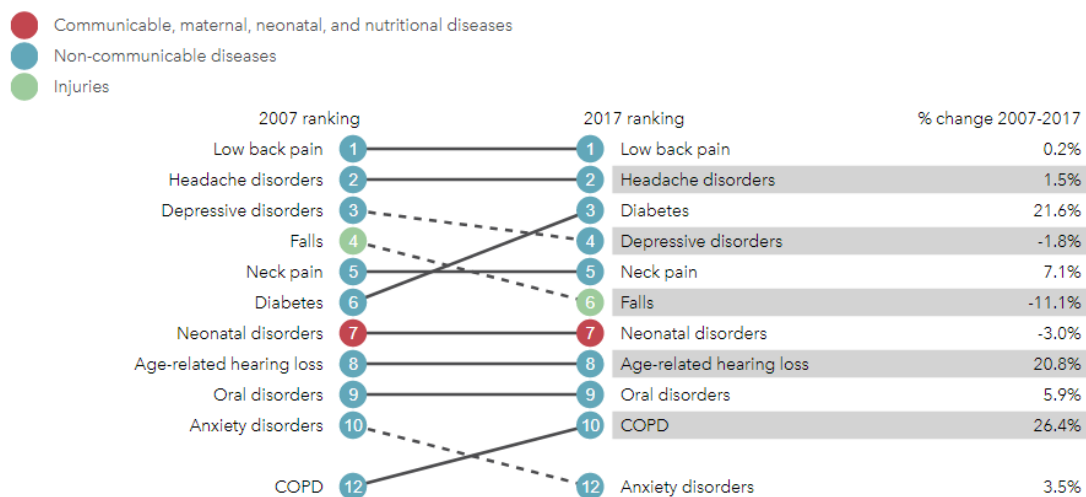 Communicable, maternal, neonatal, and nutritional diseases
Non-communicable diseases
Injuries
2007 ranking 2017 ranking % change 2007-2017
Low back pain 1 1 Low back pain 0.2%
Headache disorders 2 2 Headache disorders 1.5%
Depressive disorders 3 3 Diabetes 21.6%
Falls 4 4 Depressive disorders -1.8%
Neck pain 5 5 Neck pain 7.1%
Diabetes 6 6 Falls -11.1%
Neonatal disorders 7 7 Neonatal disorders -3.0%
Age-related hearing loss 8 8 Age-related hearing loss 20.8%
Oral disorders 9 9 Oral disorders 5.9%
Anxiety disorders 10 10 COPD 26.4%
COPD 12 12 Anxiety disorders 3.5%